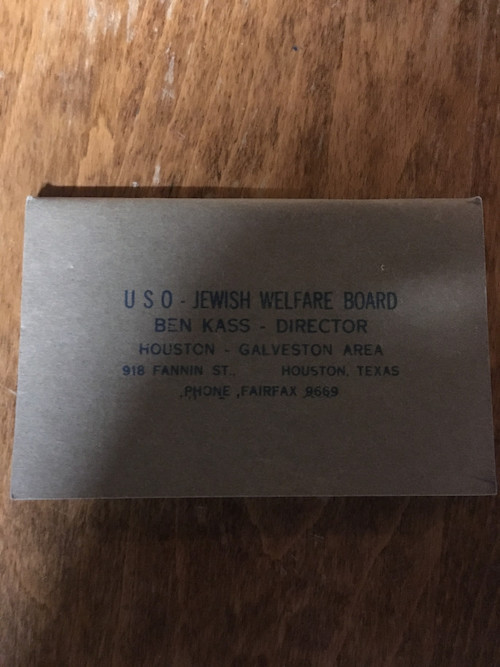 U S O - JEWISH WELFARE BOARD
BEN KASS - DIRECTOR
HOUSTON - GALVESTON AREA
918 FANNIN ST., HOUSTON, TEXAS
PHONE FAIRFAX 9669